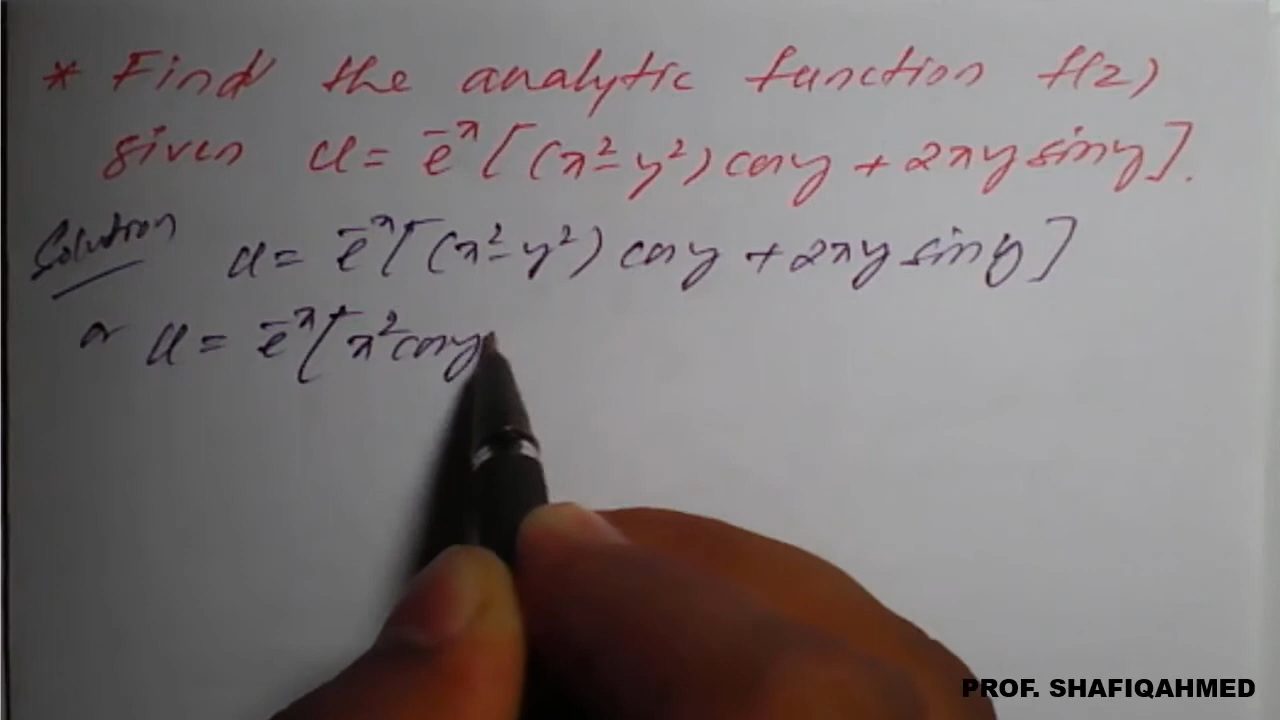 * Find the analytic function f(z)
given u = e⁻ˣ [(x² - y²) cos y + 2xy sin y].
Solution u = e⁻ˣ [(x² - y²) cos y + 2xy sin y]
or u = e⁻ˣ [x² cos y
PROF. SHAFIQAHMED